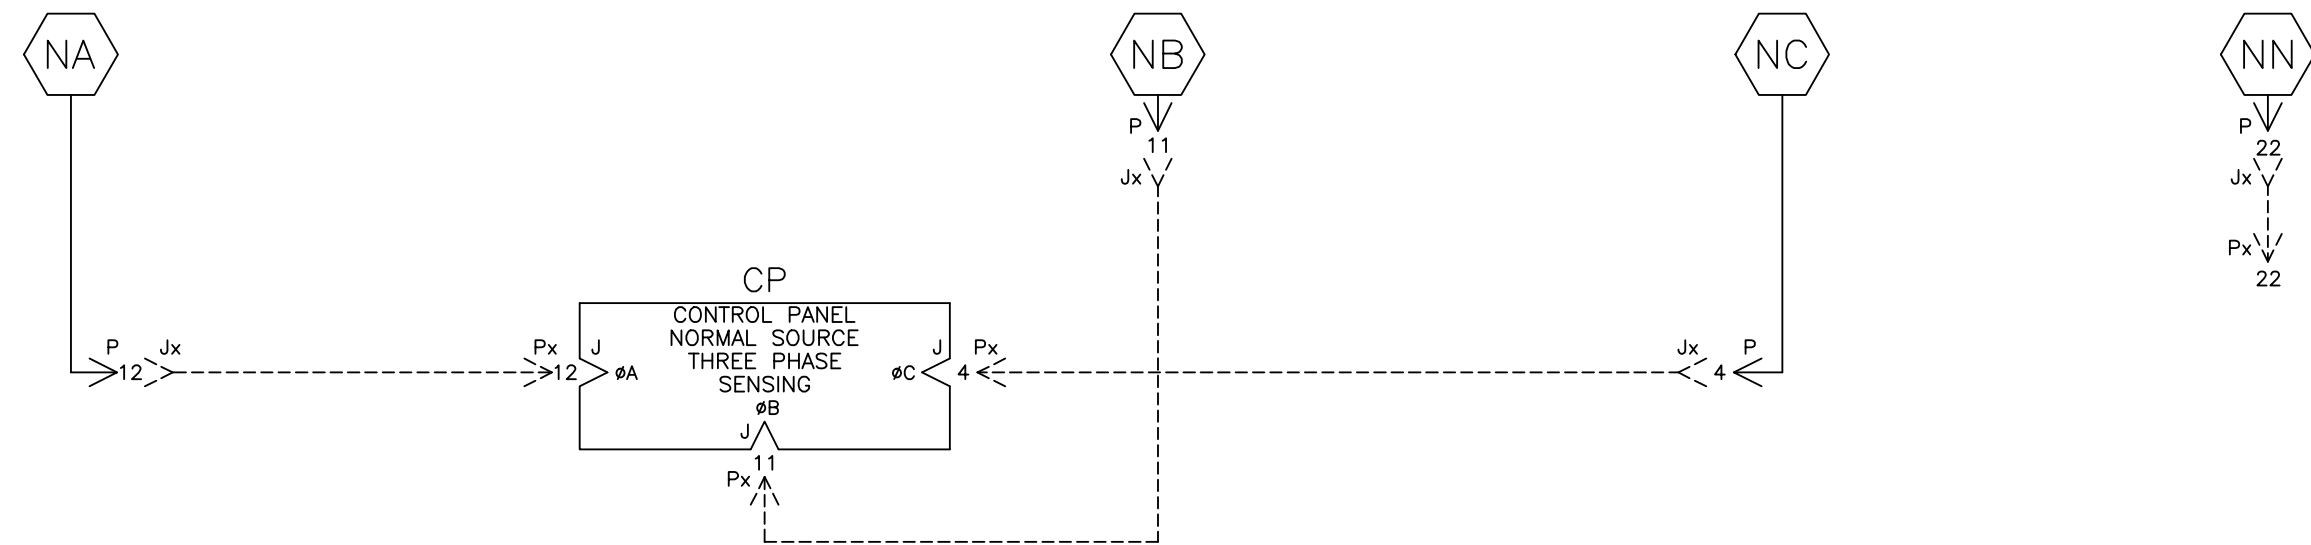 NA
NB
NC
NN
P
P
11
22
Jx
Jx
Px
22
CP
CONTROL PANEL
NORMAL SOURCE
THREE PHASE
SENSING
P
Jx
Px
J
J
Px
Jx
P
12
12
øA
øC
4
4
øB
J
11
Px